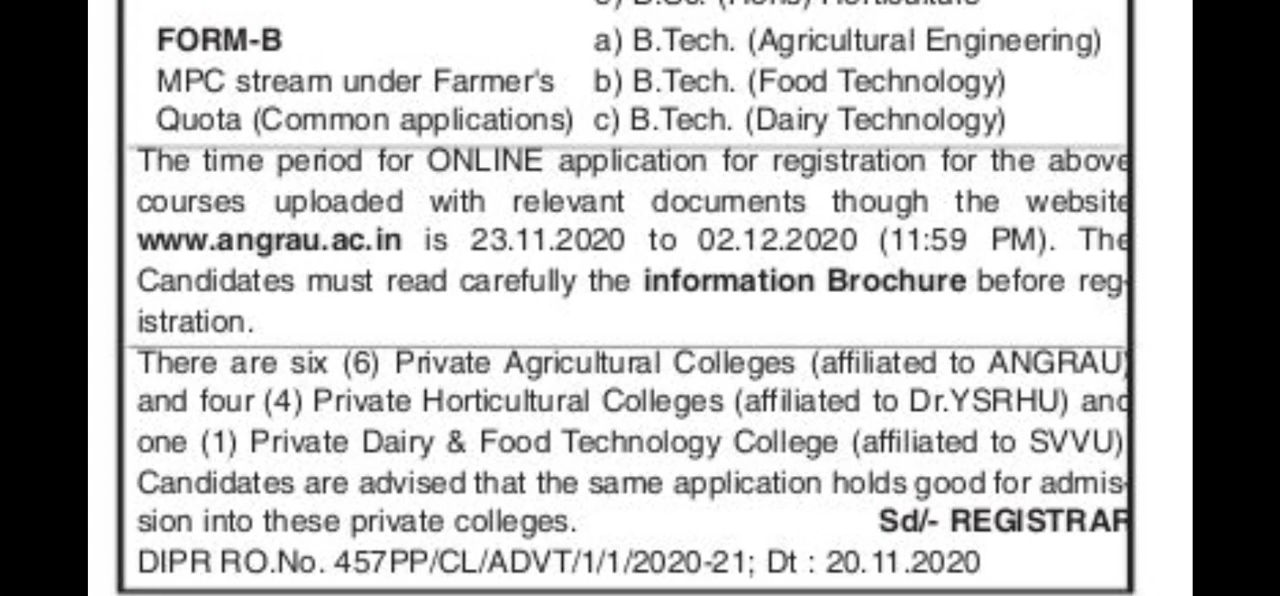 e) B.Sc. (Hons) Horticulture
FORM-B a) B.Tech. (Agricultural Engineering)
MPC stream under Farmer's b) B.Tech. (Food Technology)
Quota (Common applications) c) B.Tech. (Dairy Technology)
The time period for ONLINE application for registration for the above
courses uploaded with relevant documents though the website
www.angrau.ac.in is 23.11.2020 to 02.12.2020 (11:59 PM). The
Candidates must read carefully the information Brochure before reg-
istration.
There are six (6) Private Agricultural Colleges (affiliated to ANGRAU)
and four (4) Private Horticultural Colleges (affiliated to Dr.YSRHU) and
one (1) Private Dairy & Food Technology College (affiliated to SVVU)
Candidates are advised that the same application holds good for admis-
sion into these private colleges. Sd/- REGISTRAR
DIPR RO.No. 457PP/CL/ADVT/1/1/2020-21; Dt : 20.11.2020